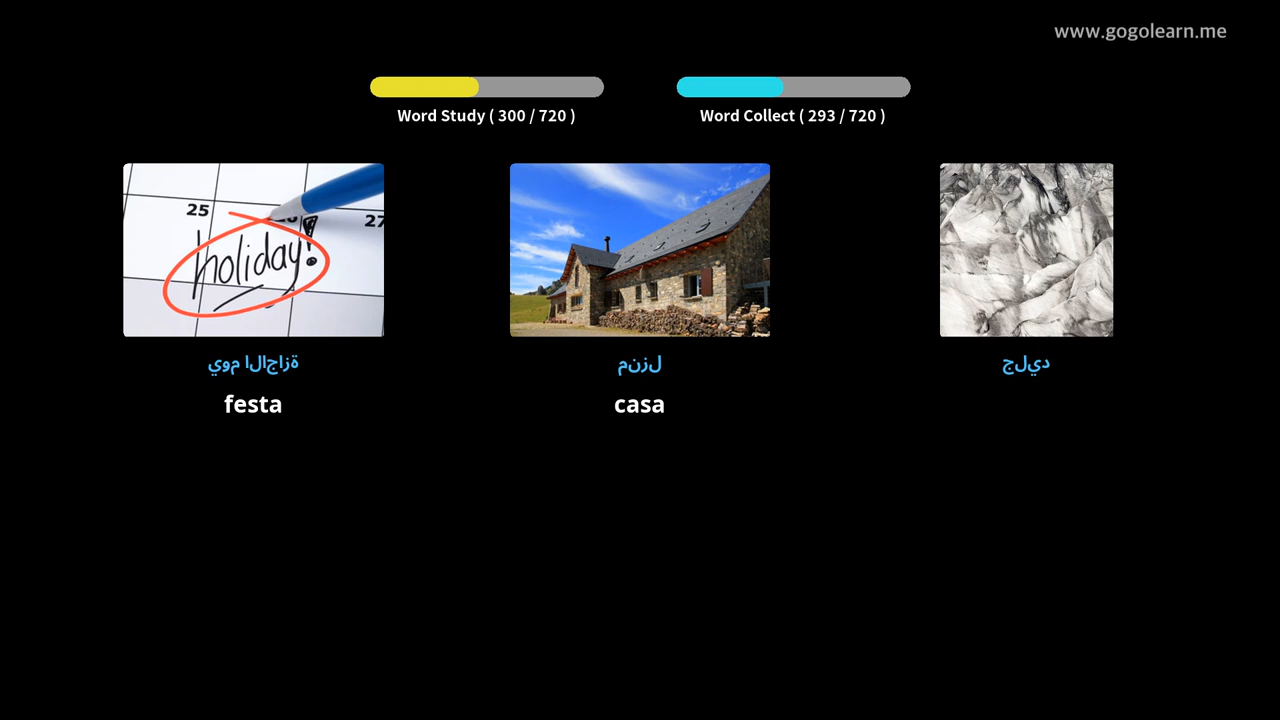 www.gogolearn.me
Word Study ( 300 / 720 )
Word Collect ( 293 / 720 )
25
27
holiday!
يوم الاجازة
منزل
جليد
festa
casa